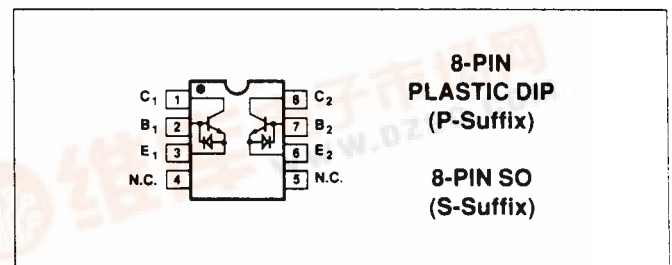 C1 1 8 C2
B1 2 7 B2
E1 3 6 E2
N.C. 4 5 N.C.
8-PIN
PLASTIC DIP
(P-Suffix)
8-PIN SO
(S-Suffix)